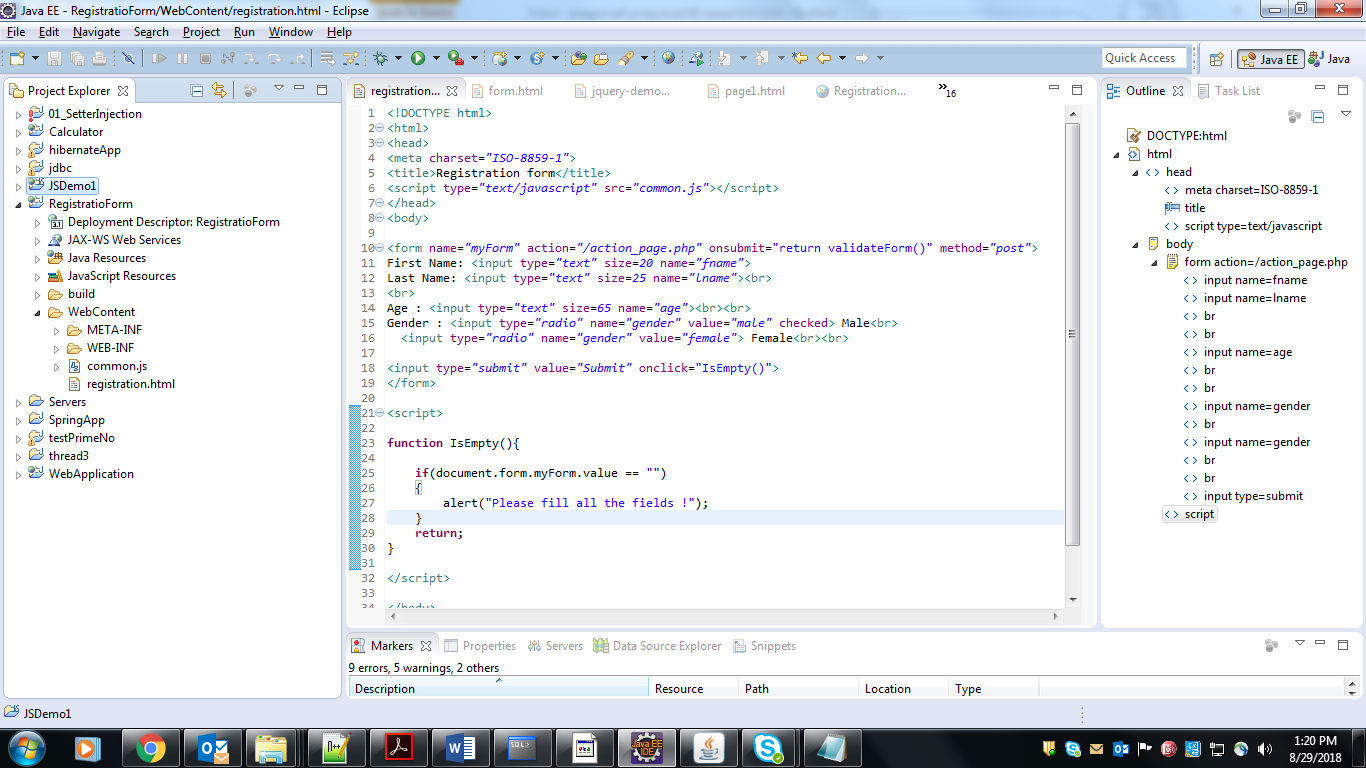 Java EE - RegistratioForm/WebContent/registration.html - Eclipse
File Edit Navigate Search Project Run Window Help
Quick Access
Java EE
Java
Project Explorer
01_SetterInjection
Calculator
hibernateApp
jdbc
JSDemo1
RegistratioForm
Deployment Descriptor: RegistratioForm
JAX-WS Web Services
Java Resources
JavaScript Resources
build
WebContent
META-INF
WEB-INF
common.js
registration.html
Servers
SpringApp
testPrimeNo
thread3
WebApplication
registration... form.html jquery-demo... page1.html Registration... »16
1 <!DOCTYPE html>
2 <html>
3 <head>
4 <meta charset="ISO-8859-1">
5 <title>Registration form</title>
6 <script type="text/javascript" src="common.js"></script>
7 </head>
8 <body>
9
10 <form name="myForm" action="/action_page.php" onsubmit="return validateForm()" method="post">
11 First Name: <input type="text" size=20 name="fname">
12 Last Name: <input type="text" size=25 name="lname"><br>
13 <br>
14 Age : <input type="text" size=65 name="age"><br><br>
15 Gender : <input type="radio" name="gender" value="male" checked> Male<br>
16 <input type="radio" name="gender" value="female"> Female<br><br>
17
18 <input type="submit" value="Submit" onclick="IsEmpty()">
19 </form>
20
21 <script>
22
23 function IsEmpty(){
24
25 if(document.form.myForm.value == "")
26 {
27 alert("Please fill all the fields !");
28 }
29 return;
30 }
31
32 </script>
33
34 </body>
Outline Task List
DOCTYPE:html
html
head
meta charset=ISO-8859-1
title
script type=text/javascript
body
form action=/action_page.php
input name=fname
input name=lname
br
br
input name=age
br
br
input name=gender
br
input name=gender
br
br
input type=submit
script
Markers Properties Servers Data Source Explorer Snippets
9 errors, 5 warnings, 2 others
Description Resource Path Location Type
JSDemo1
1:20 PM
8/29/2018